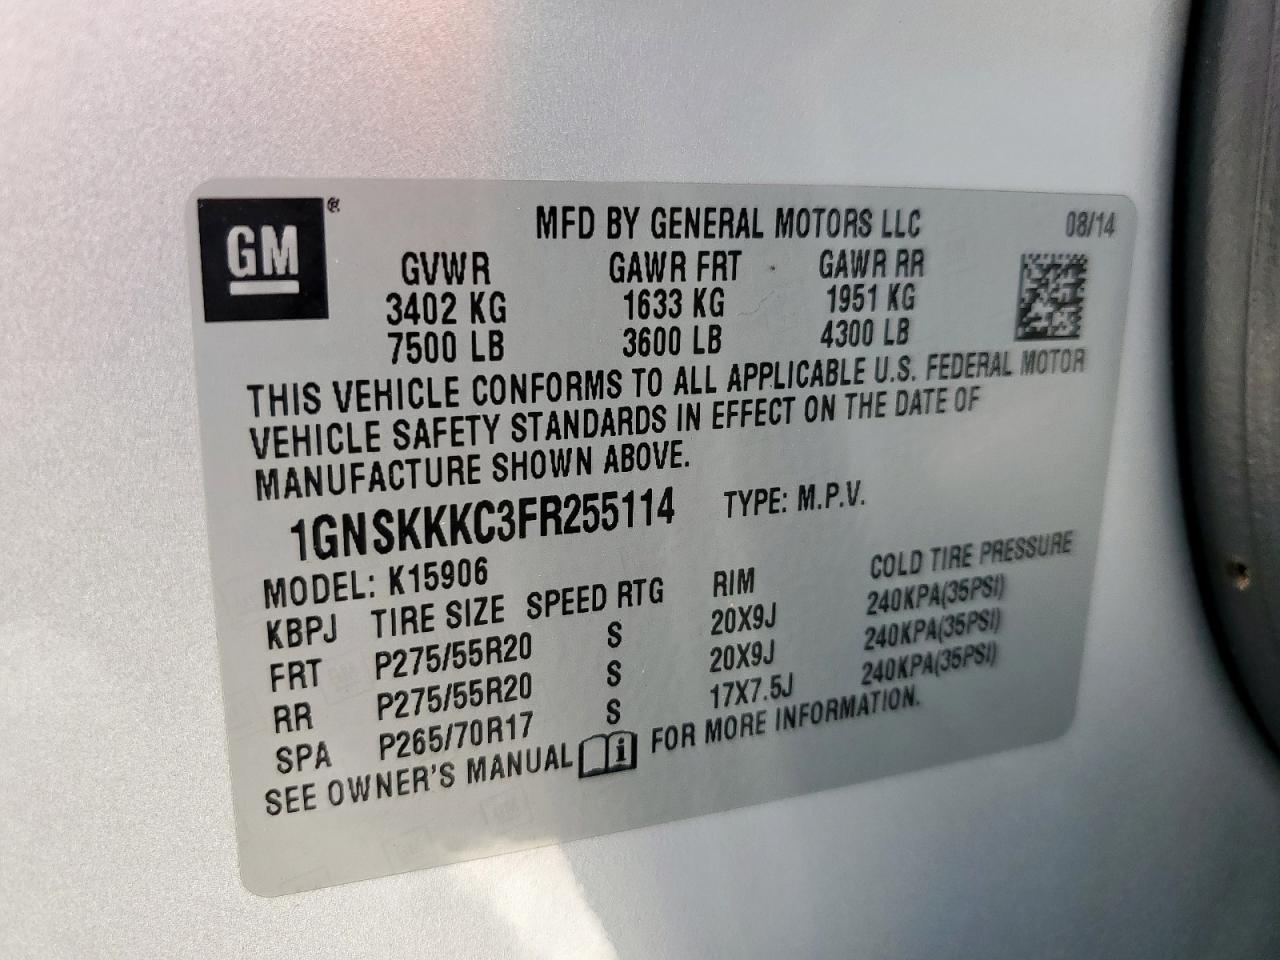 GM®
MFD BY GENERAL MOTORS LLC 08/14
GVWR GAWR FRT GAWR RR
3402 KG 1633 KG 1951 KG
7500 LB 3600 LB 4300 LB
THIS VEHICLE CONFORMS TO ALL APPLICABLE U.S. FEDERAL MOTOR
VEHICLE SAFETY STANDARDS IN EFFECT ON THE DATE OF
MANUFACTURE SHOWN ABOVE.
1GNSKKKC3FR255114 TYPE: M.P.V.
MODEL: K15906
KBPJ TIRE SIZE SPEED RTG RIM COLD TIRE PRESSURE
FRT P275/55R20 S 20X9J 240KPA(35PSI)
RR P275/55R20 S 20X9J 240KPA(35PSI)
SPA P265/70R17 S 17X7.5J 240KPA(35PSI)
SEE OWNER'S MANUAL i FOR MORE INFORMATION.